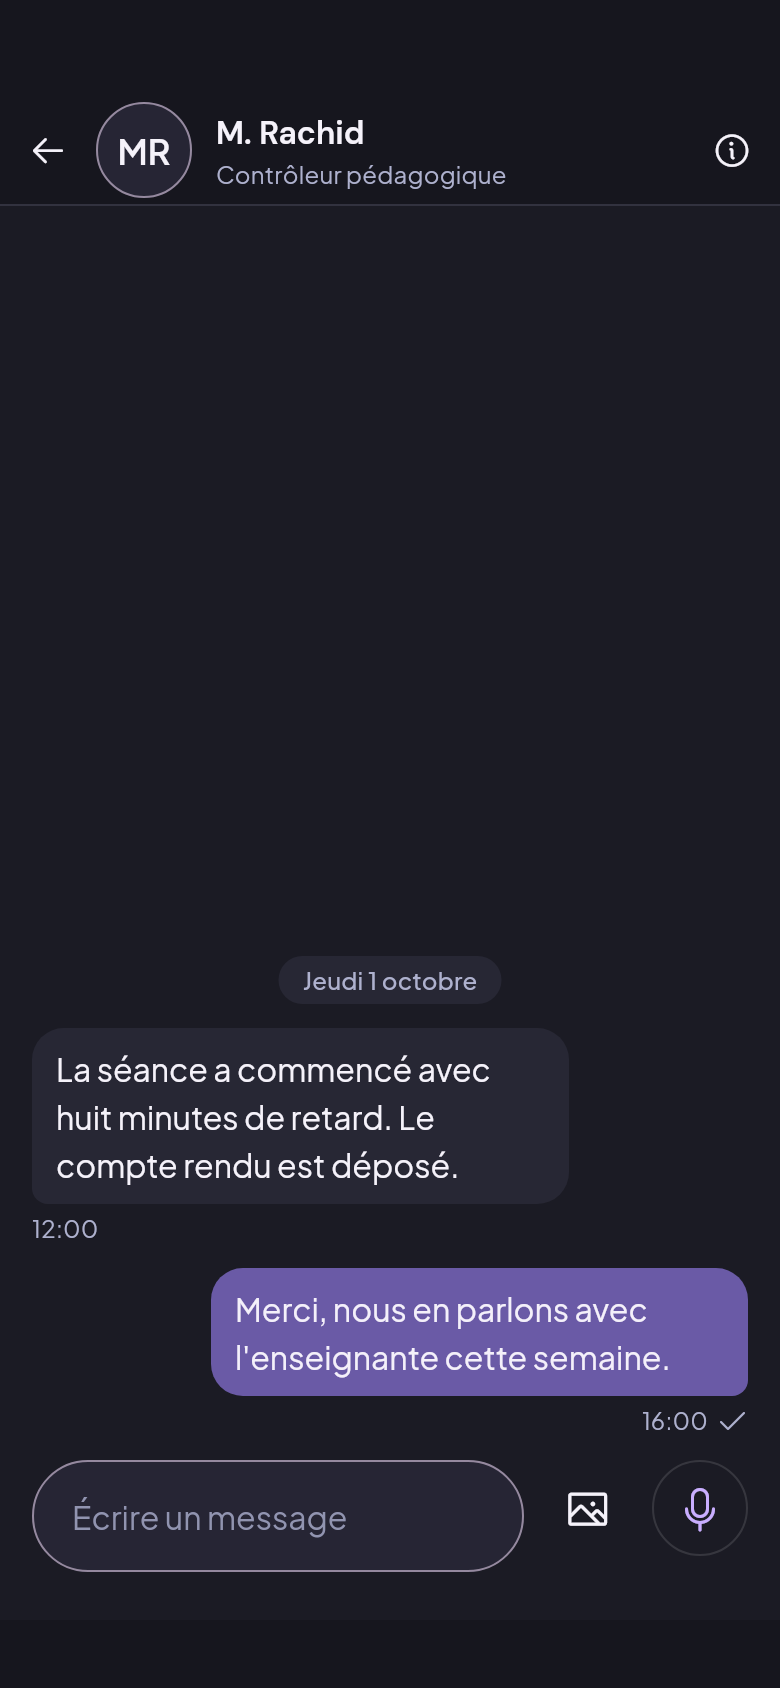 MR
M. Rachid
Contrôleur pédagogique
Jeudi 1 octobre
La séance a commencé avec
huit minutes de retard. Le
compte rendu est déposé.
12:00
Merci, nous en parlons avec
l'enseignante cette semaine.
16:00
Écrire un message